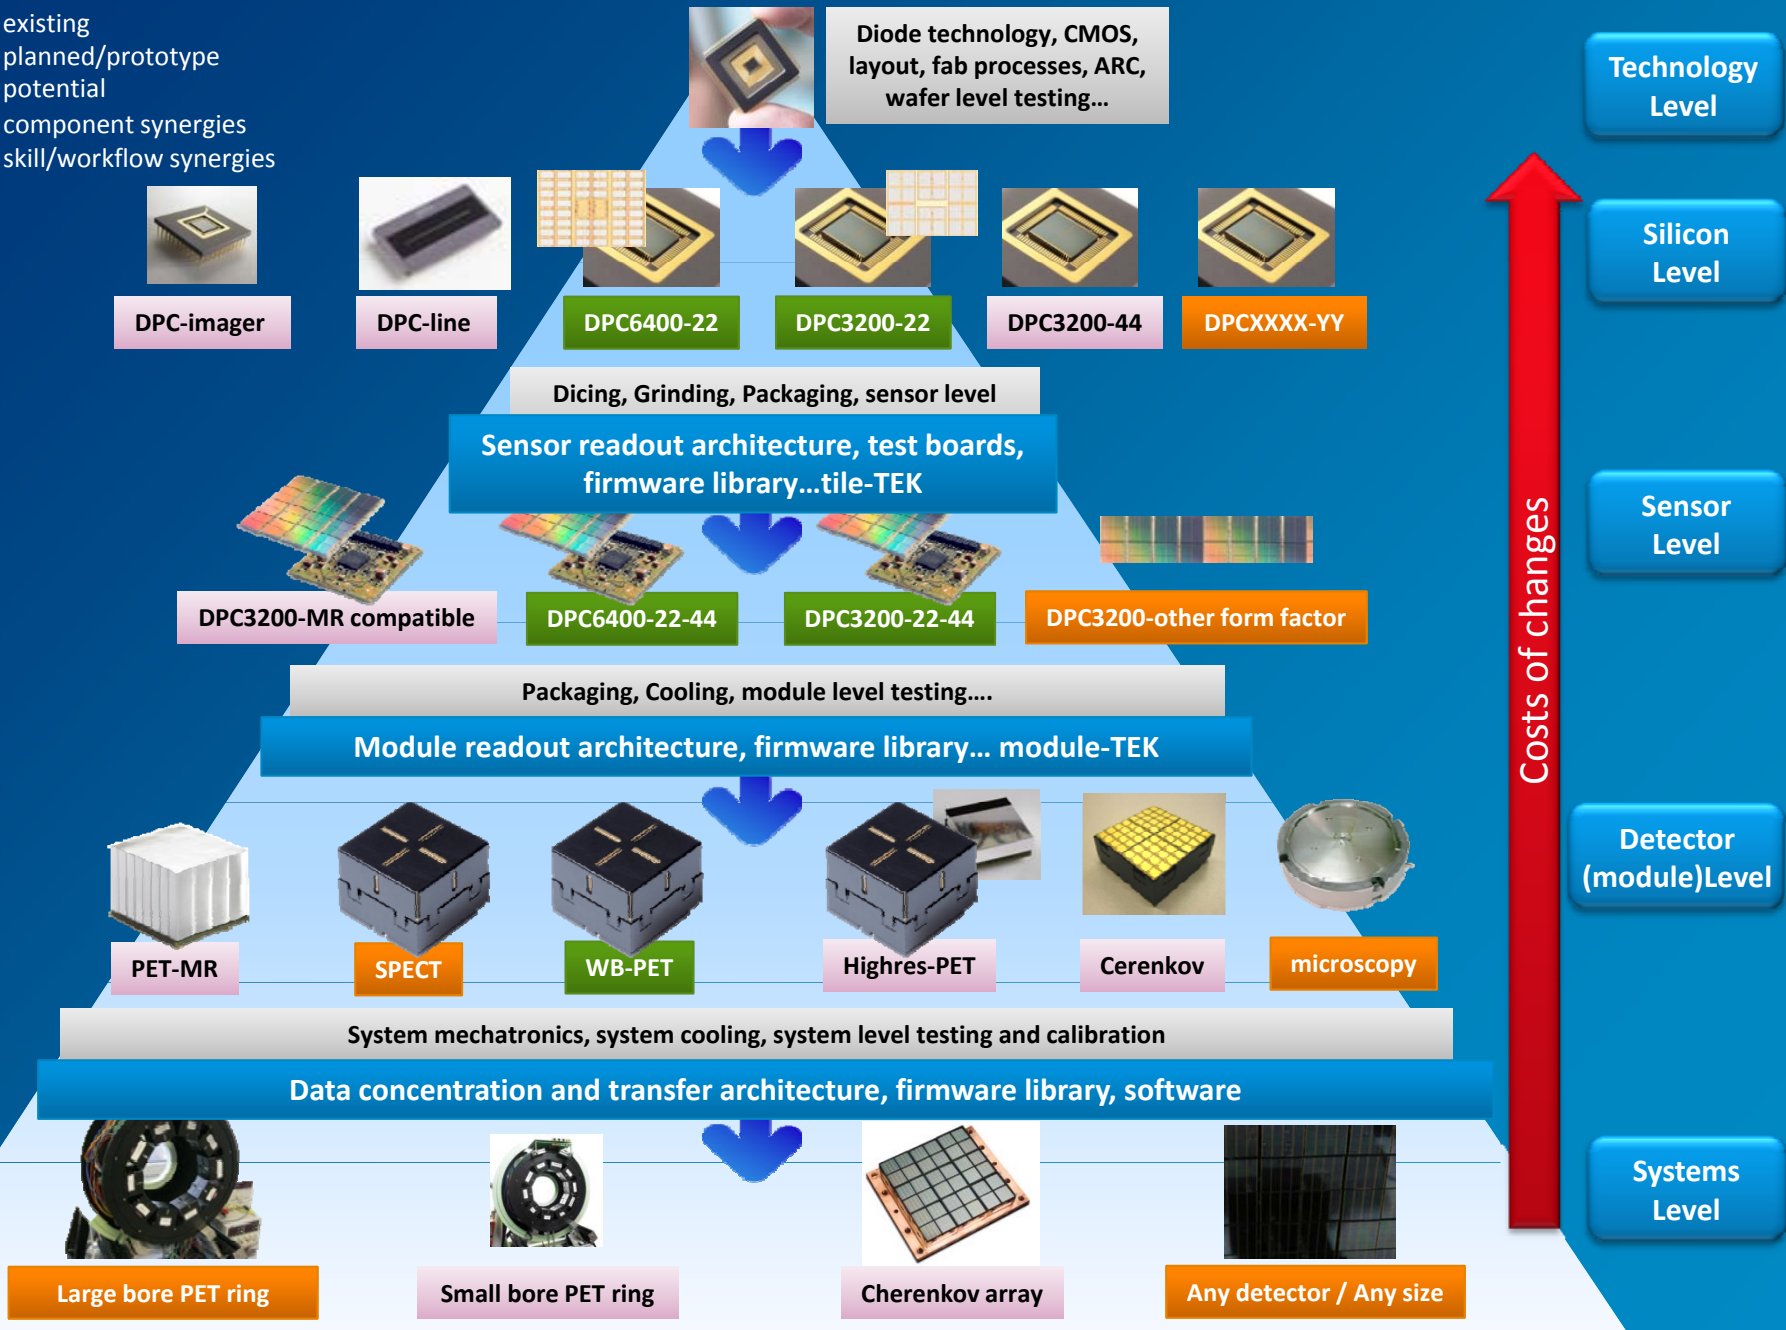 existing
planned/prototype
potential
component synergies
skill/workflow synergies
Diode technology, CMOS,
layout, fab processes, ARC,
wafer level testing…
Technology
Level
Silicon
Level
DPC-imager
DPC-line
DPC6400-22
DPC3200-22
DPC3200-44
DPCXXXX-YY
Dicing, Grinding, Packaging, sensor level
Sensor readout architecture, test boards,
firmware library…tile-TEK
Sensor
Level
Costs of changes
DPC3200-MR compatible
DPC6400-22-44
DPC3200-22-44
DPC3200-other form factor
Packaging, Cooling, module level testing….
Module readout architecture, firmware library… module-TEK
Detector
(module)Level
PET-MR
SPECT
WB-PET
Highres-PET
Cerenkov
microscopy
System mechatronics, system cooling, system level testing and calibration
Data concentration and transfer architecture, firmware library, software
Systems
Level
Large bore PET ring
Small bore PET ring
Cherenkov array
Any detector / Any size